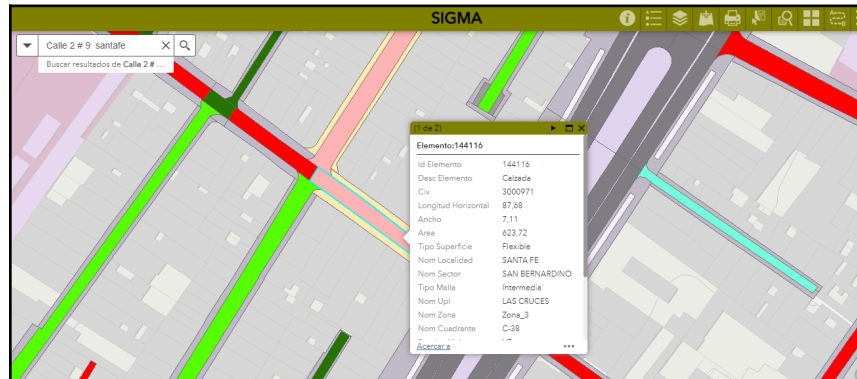 SIGMA
Calle 2 # 9 santafe
Buscar resultados de Calle 2 # ...
(1 de 2)
Elemento:144116
Id Elemento 144116
Desc Elemento Calzada
Civ 3000971
Longitud Horizontal 87,68
Ancho 7,11
Area 623,72
Tipo Superficie Flexible
Nom Localidad SANTA FE
Nom Sector SAN BERNARDINO
Tipo Malla Intermedia
Nom Upl LAS CRUCES
Nom Zona Zona_3
Nom Cuadrante C-38
Acercar a